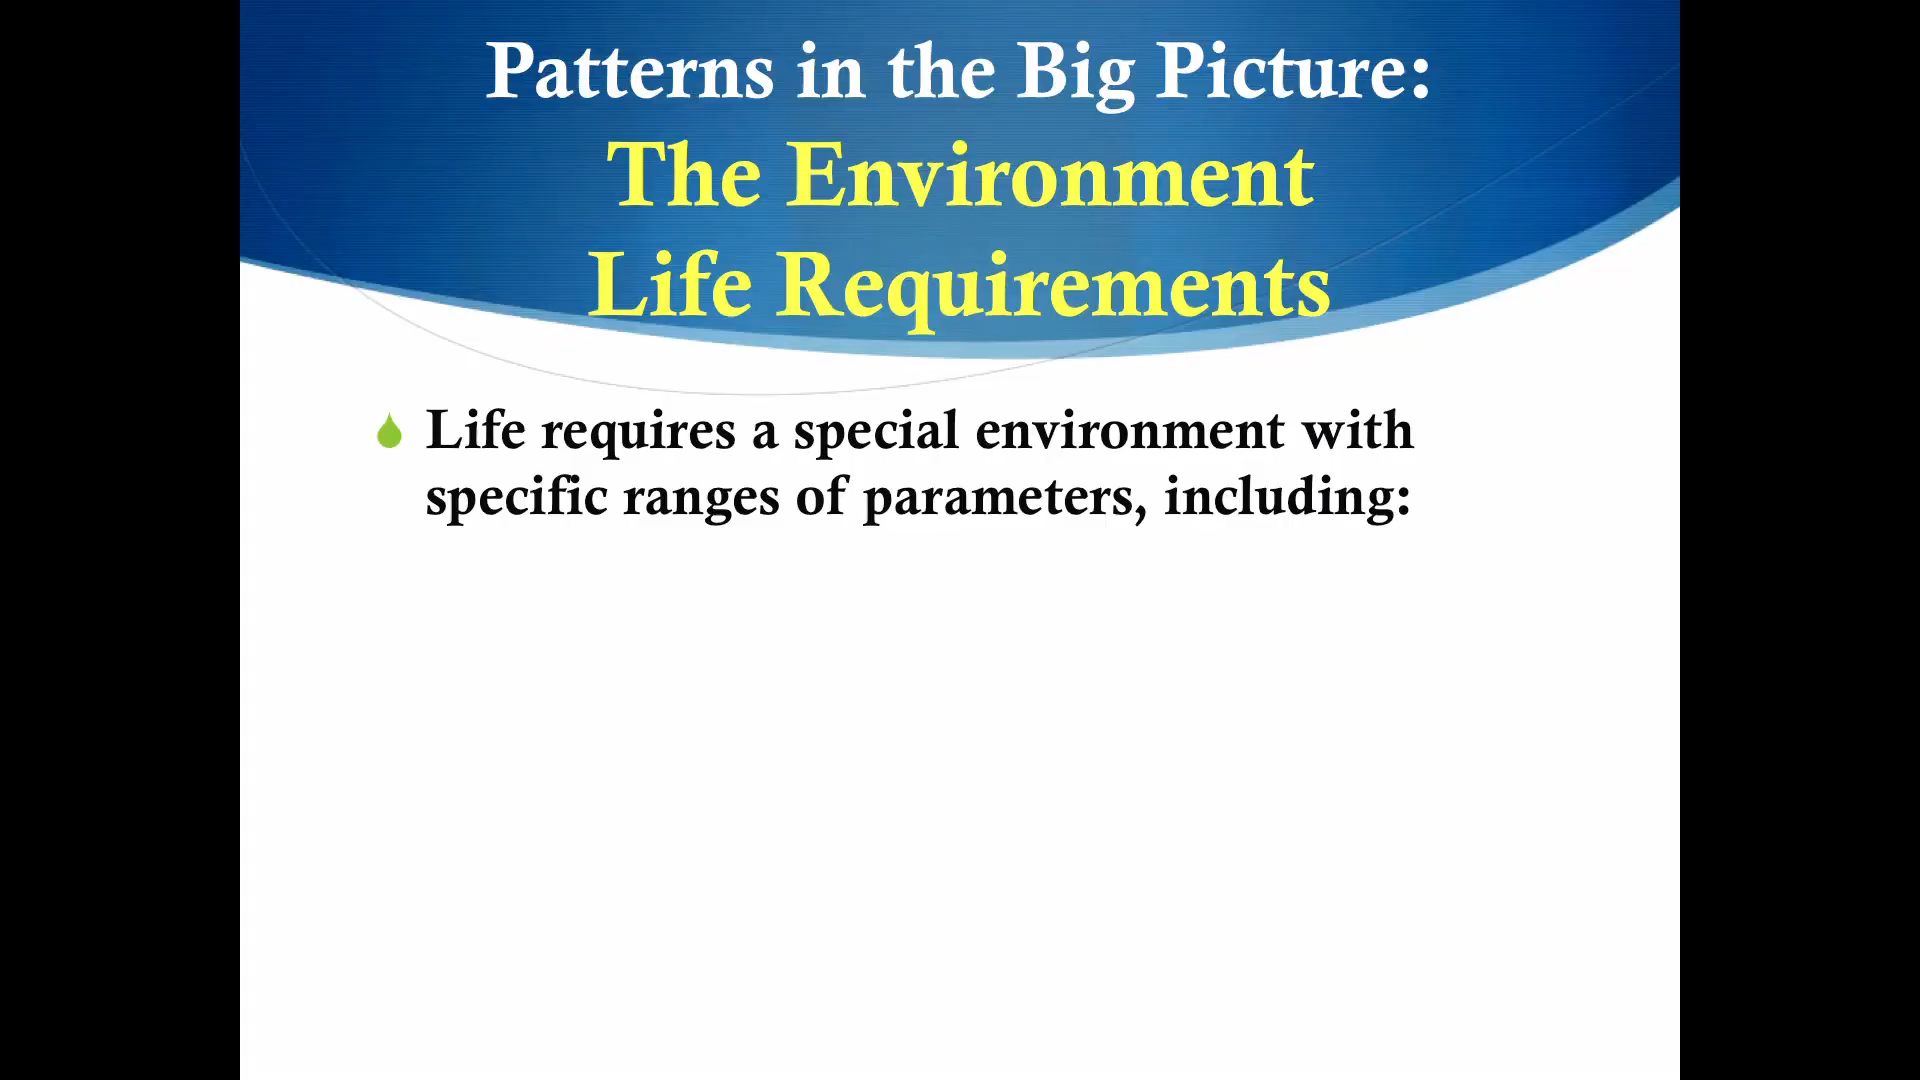 Patterns in the Big Picture:
The Environment
Life Requirements
Life requires a special environment with
specific ranges of parameters, including: